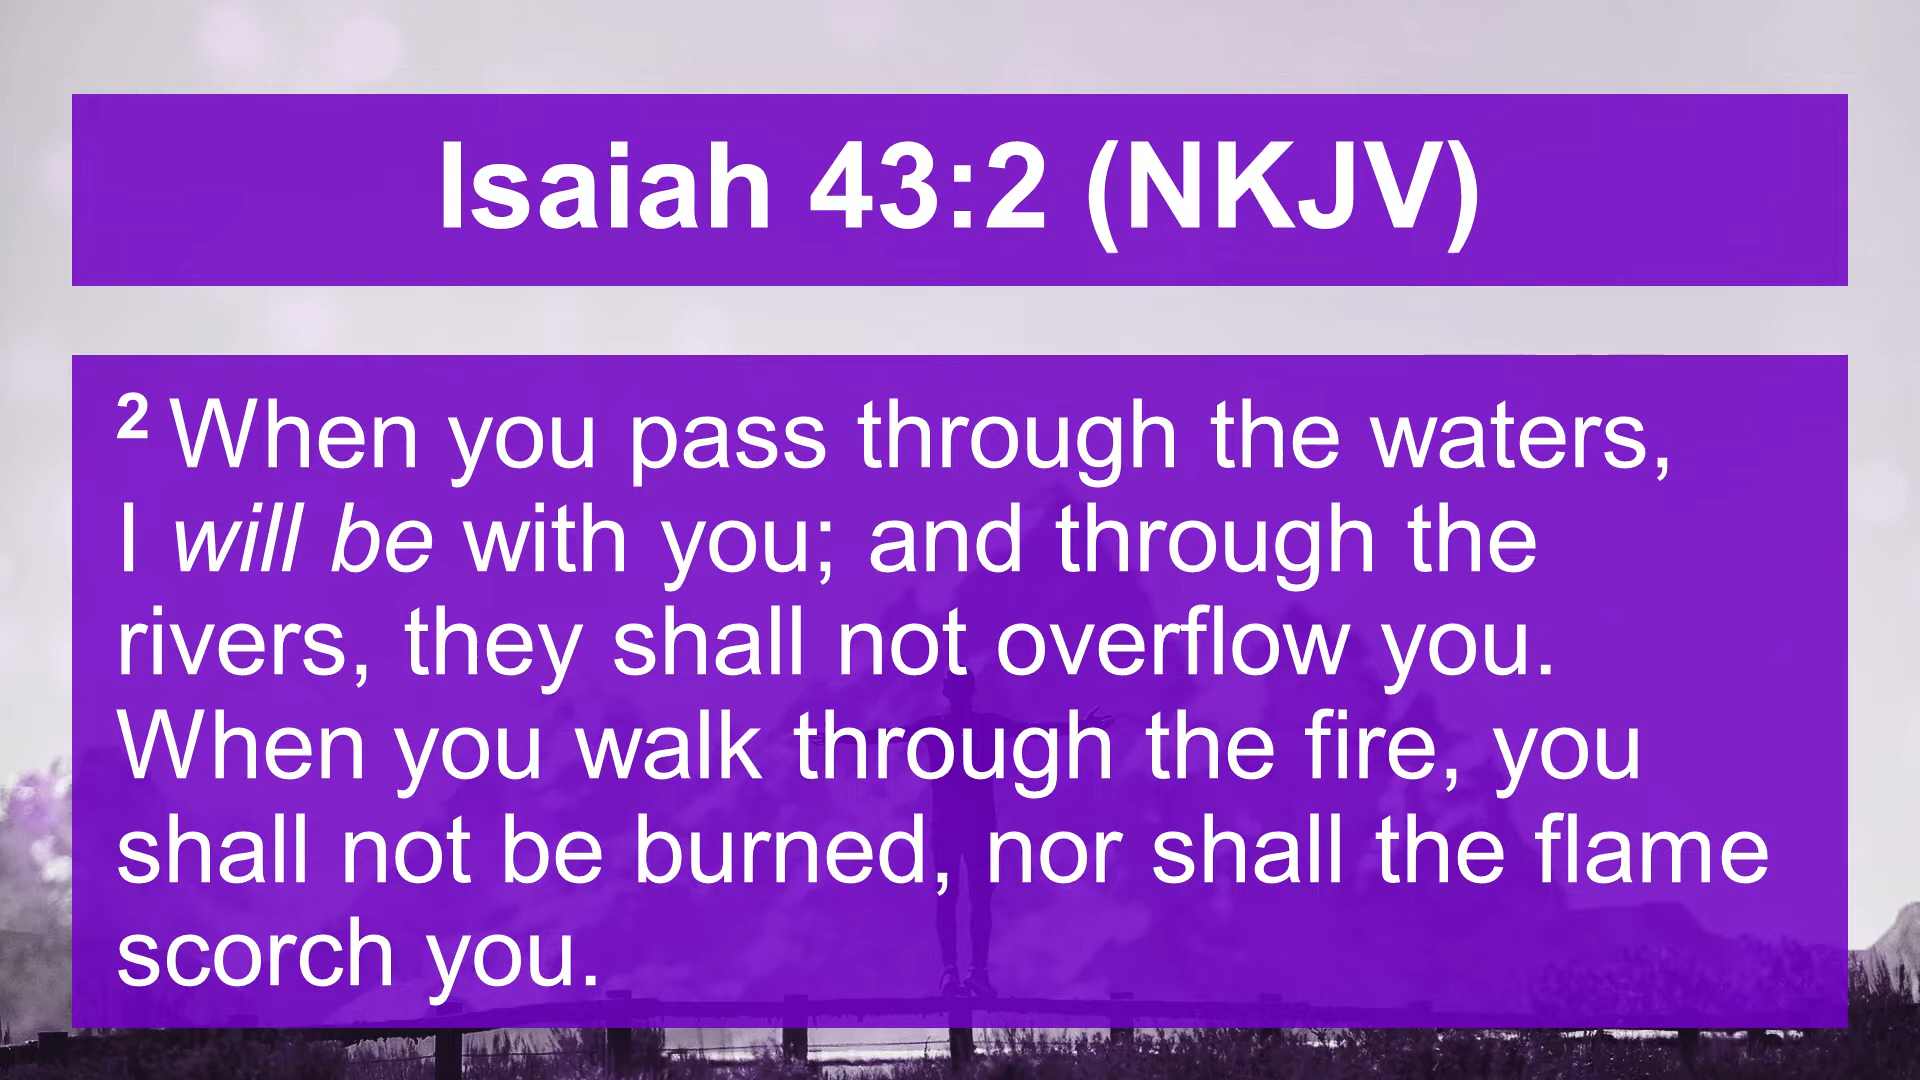 Isaiah 43:2 (NKJV)
2 When you pass through the waters,
I will be with you; and through the
rivers, they shall not overflow you.
When you walk through the fire, you
shall not be burned, nor shall the flame
scorch you.